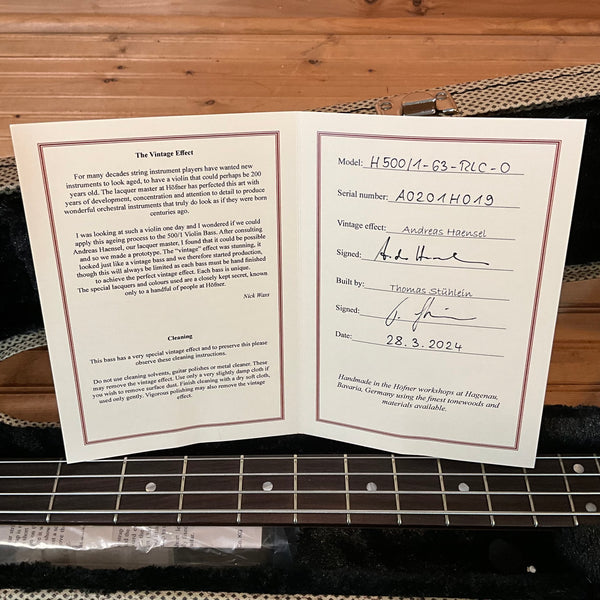 The Vintage Effect
For many decades string instrument players have wanted new
instruments to look aged, to have a violin that could perhaps be 200
years old. The lacquer master at Höfner has perfected this art with
years of development, concentration and attention to detail to produce
wonderful orchestral instruments that truly do look as if they were born
centuries ago.
I was looking at such a violin one day and I wondered if we could
apply this ageing process to the 500/1 Violin Bass. After consulting
Andreas Haensel, our lacquer master, I found that it could be possible
and so we made a prototype. The "vintage" effect was stunning, it
looked just like a vintage bass and we therefore started production,
though this will always be limited as each bass must be hand finished
to achieve the perfect vintage effect. Each bass is unique.
The special lacquers and colours used are a closely kept secret, known
only to a handful of people at Höfner.
Nick Wass
Cleaning
This bass has a very special vintage effect and to preserve this please
observe these cleaning instructions.
Do not use cleaning solvents, guitar polishes or metal cleaner. These
may remove the vintage effect. Use only a very slightly damp cloth if
you wish to remove surface dust. Finish cleaning with a dry soft cloth,
used only gently. Vigorous polishing may also remove the vintage
effect.
Model: H500/1-63-RLC-O
Serial number: A0201H019
Vintage effect: Andreas Haensel
Signed:
Built by: Thomas Stühlein
Signed:
Date: 28.3.2024
Handmade in the Höfner workshops at Hagenau,
Bavaria, Germany using the finest tonewoods and
materials available.